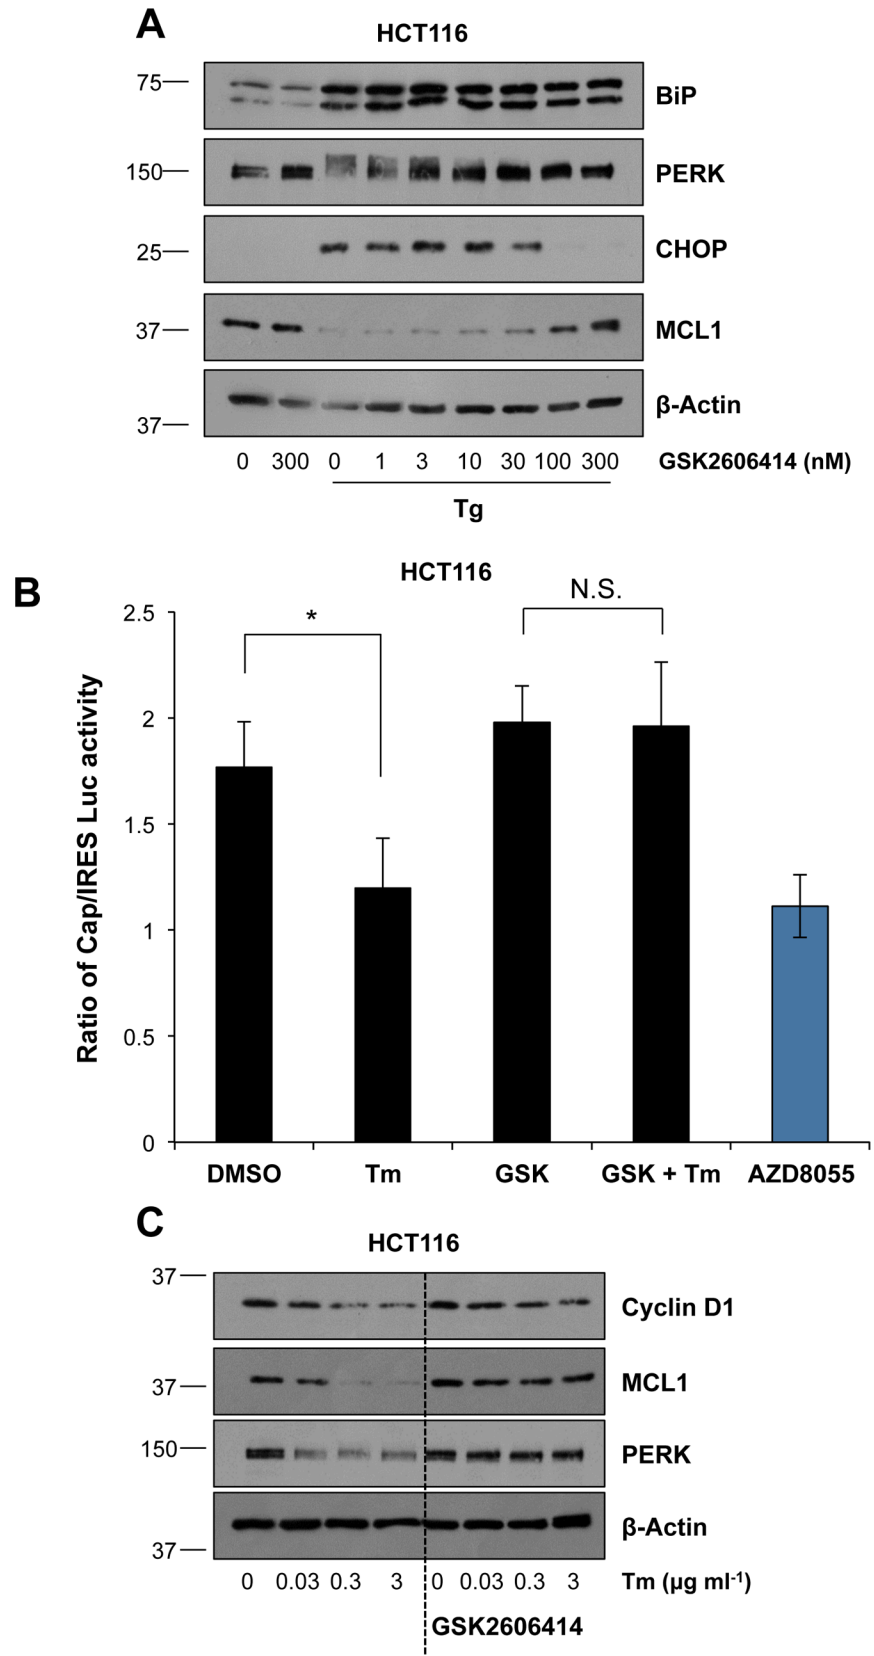 A
HCT116
75
BiP
150
PERK
25
CHOP
37
MCL1
37
β-Actin
0 300 0 1 3 10 30 100 300 GSK2606414 (nM)
Tg
B
HCT116
N.S.
*
2.5
2
1.5
1
0.5
0
Ratio of Cap/IRES Luc activity
DMSO Tm GSK GSK + Tm AZD8055
C
HCT116
37
Cyclin D1
37
MCL1
150
PERK
37
β-Actin
0 0.03 0.3 3 0 0.03 0.3 3 Tm (µg ml⁻¹)
GSK2606414